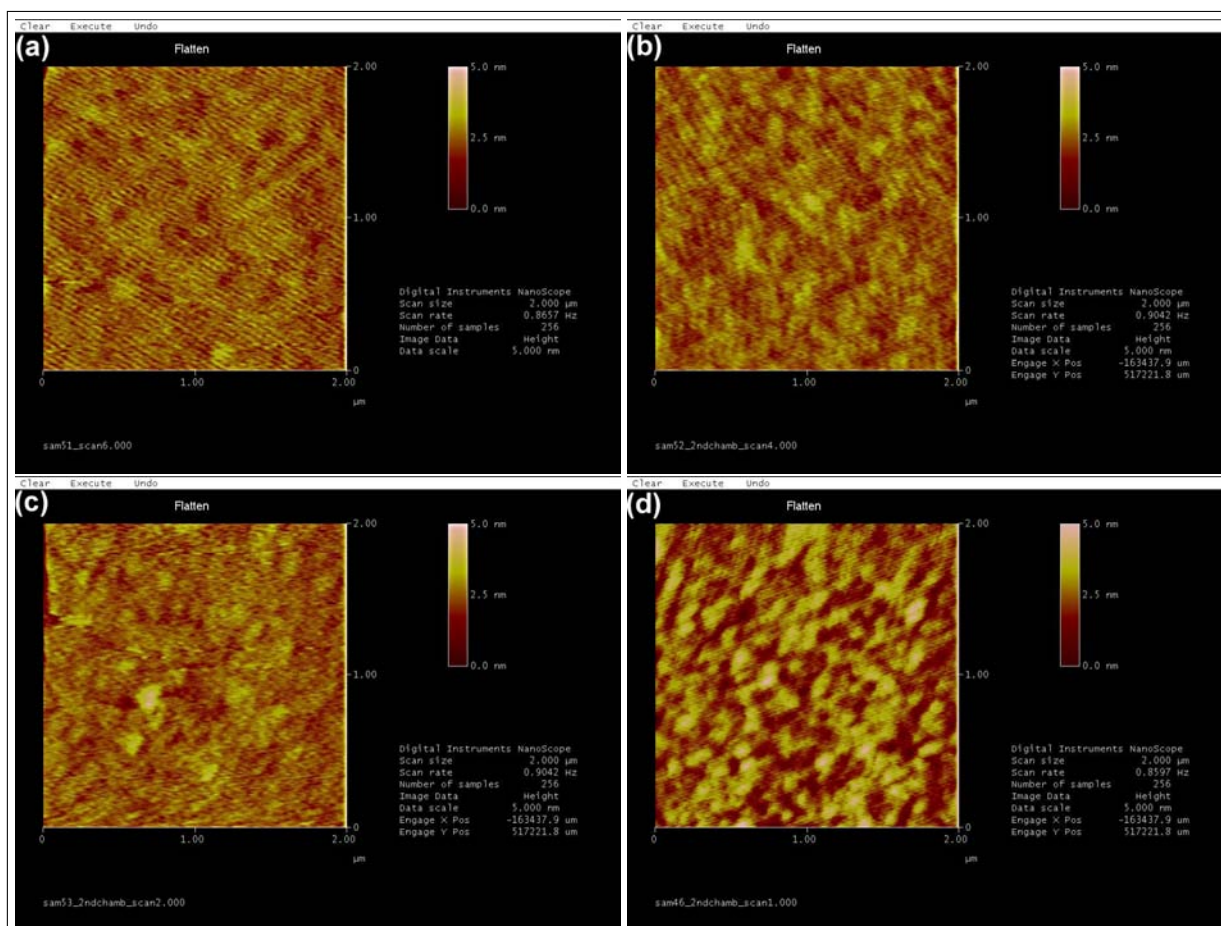 Clear Execute Undo
(a)
Flatten
2.00
1.00
0
0 1.00 2.00
µm
5.0 nm
2.5 nm
0.0 nm
Digital Instruments NanoScope
Scan size 2.000 µm
Scan rate 0.8657 Hz
Number of samples 256
Image Data Height
Data scale 5.000 nm
sam51_scan6.000
Clear Execute Undo
(b)
Flatten
2.00
1.00
0
0 1.00 2.00
µm
5.0 nm
2.5 nm
0.0 nm
Digital Instruments NanoScope
Scan size 2.000 µm
Scan rate 0.9042 Hz
Number of samples 256
Image Data Height
Data scale 5.000 nm
Engage X Pos -163437.9 um
Engage Y Pos 517221.8 um
sam52_2ndchamb_scan4.000
Clear Execute Undo
(c)
Flatten
2.00
1.00
0
0 1.00 2.00
µm
5.0 nm
2.5 nm
0.0 nm
Digital Instruments NanoScope
Scan size 2.000 µm
Scan rate 0.9042 Hz
Number of samples 256
Image Data Height
Data scale 5.000 nm
Engage X Pos -163437.9 um
Engage Y Pos 517221.8 um
sam53_2ndchamb_scan2.000
Clear Execute Undo
(d)
Flatten
2.00
1.00
0
0 1.00 2.00
µm
5.0 nm
2.5 nm
0.0 nm
Digital Instruments NanoScope
Scan size 2.000 µm
Scan rate 0.8597 Hz
Number of samples 256
Image Data Height
Data scale 5.000 nm
Engage X Pos -163437.9 um
Engage Y Pos 517221.8 um
sam46_2ndchamb_scan1.000